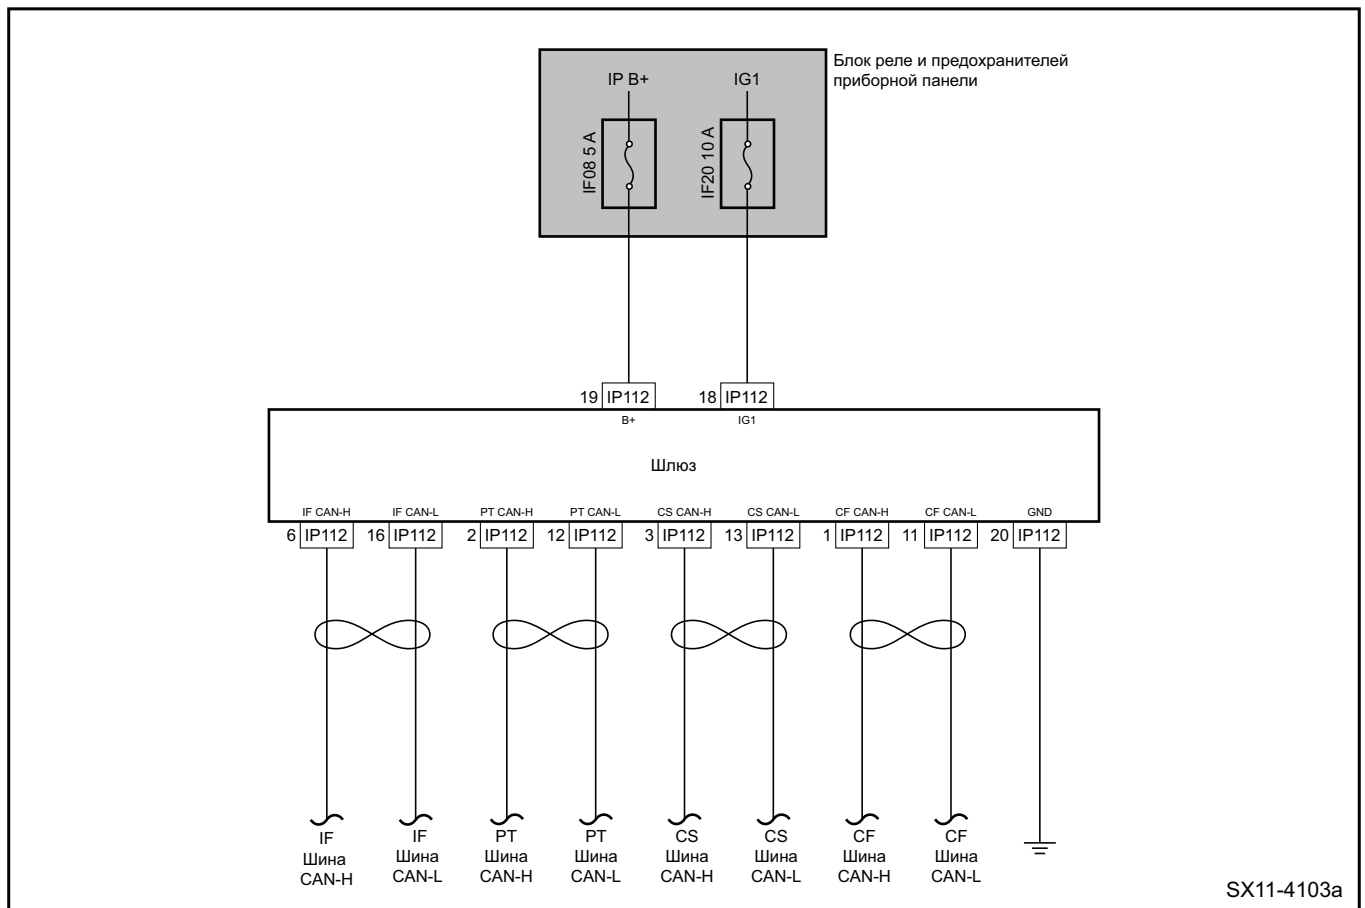 Блок реле и предохранителей
приборной панели
IP B+
IG1
IF08 5 A
IF20 10 A
19 IP112
18 IP112
B+
IG1
Шлюз
IF CAN-H
IF CAN-L
PT CAN-H
PT CAN-L
CS CAN-H
CS CAN-L
CF CAN-H
CF CAN-L
GND
6 IP112
16 IP112
2 IP112
12 IP112
3 IP112
13 IP112
1 IP112
11 IP112
20 IP112
IF
Шина
CAN-H
IF
Шина
CAN-L
PT
Шина
CAN-H
PT
Шина
CAN-L
CS
Шина
CAN-H
CS
Шина
CAN-L
CF
Шина
CAN-H
CF
Шина
CAN-L
SX11-4103a